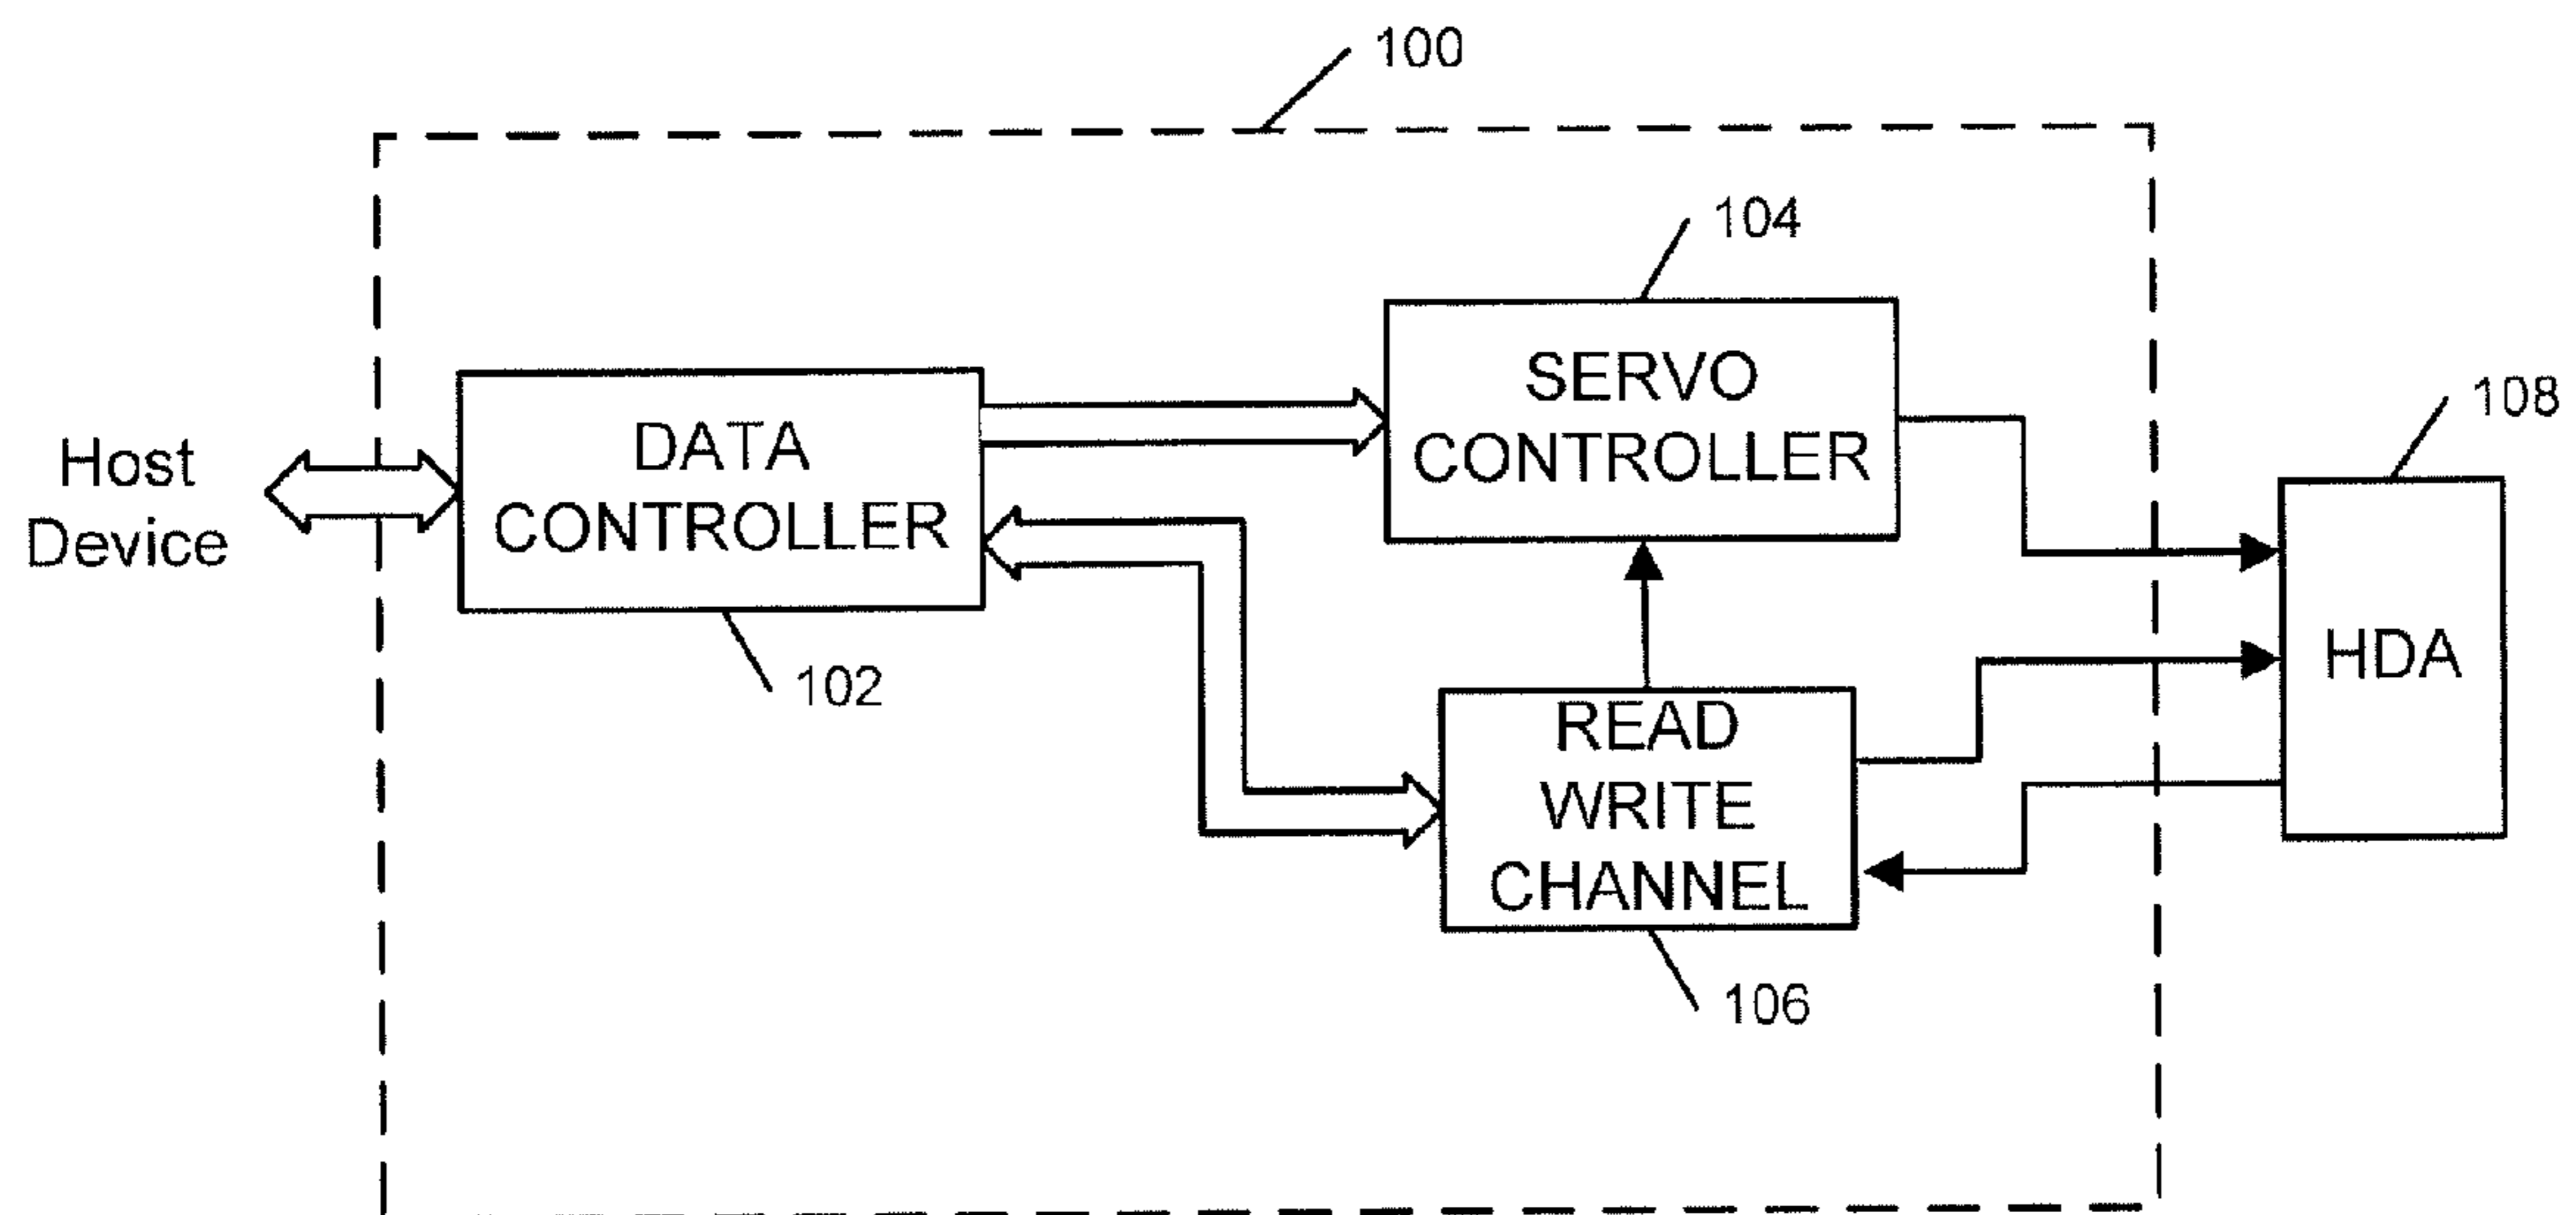 100
104
SERVO
CONTROLLER
108
Host
Device
DATA
CONTROLLER
HDA
102
READ
WRITE
CHANNEL
106